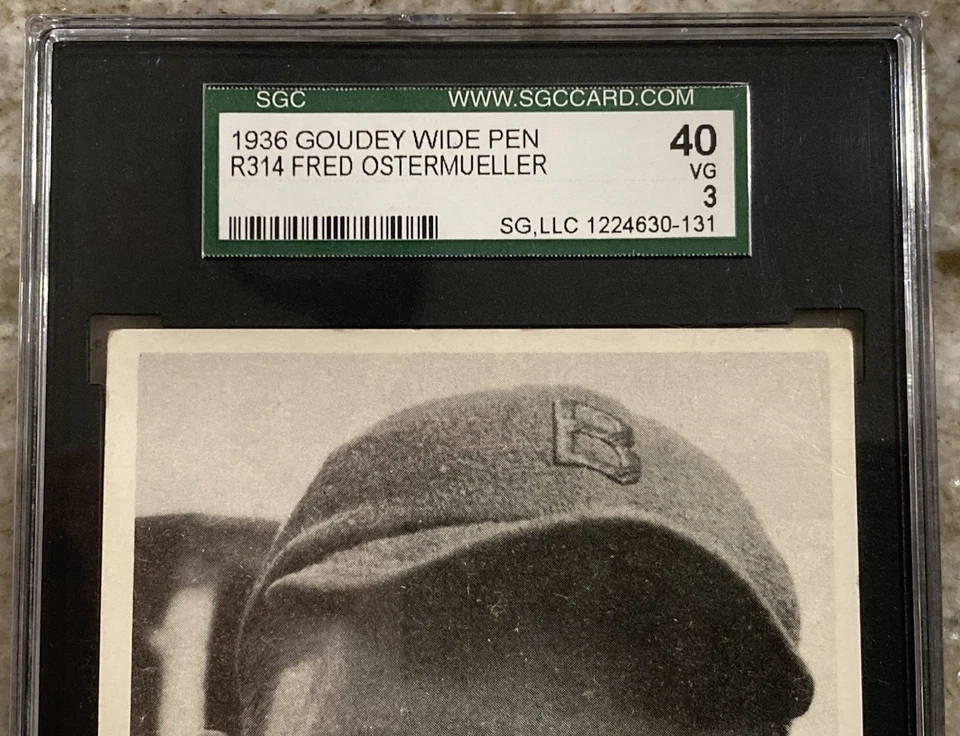 SGC WWW.SGCCARD.COM
1936 GOUDEY WIDE PEN 40
R314 FRED OSTERMUELLER VG
3
SG,LLC 1224630-131
B